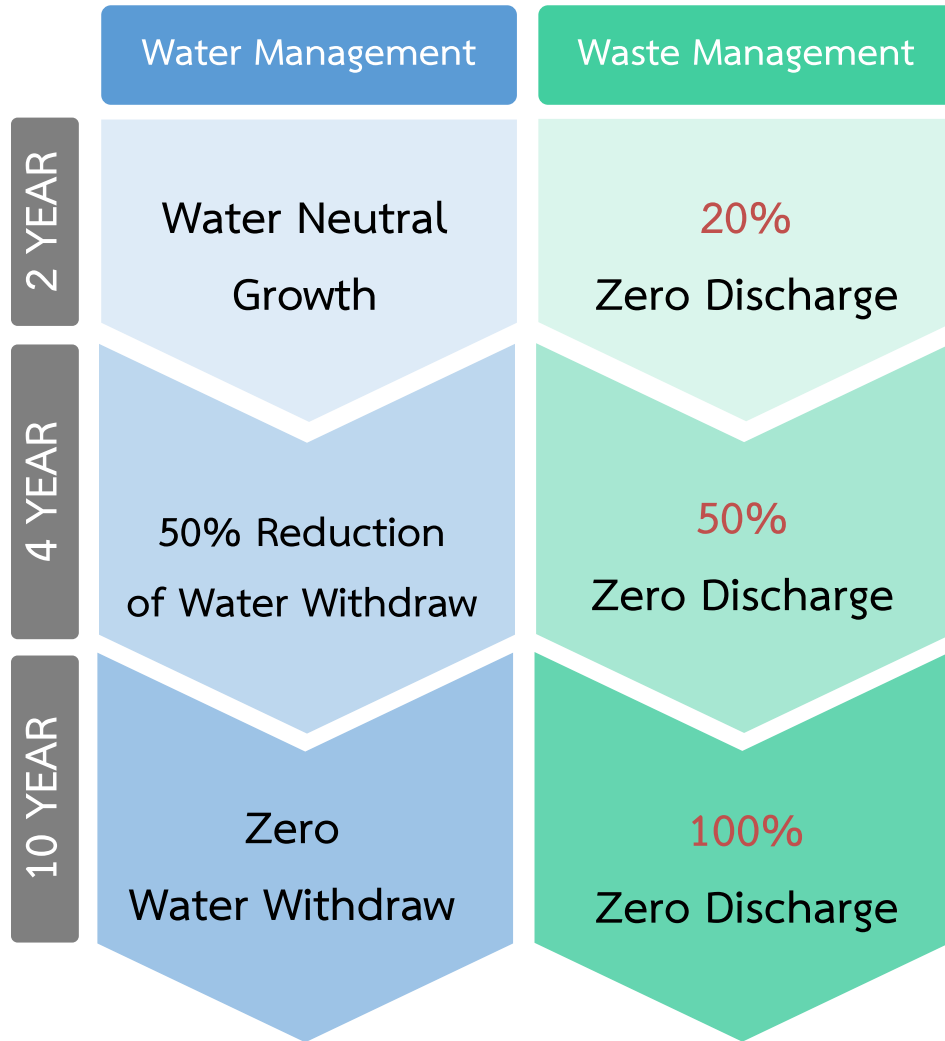 Water Management
Waste Management
2 YEAR
Water Neutral
Growth
20%
Zero Discharge
4 YEAR
50% Reduction
of Water Withdraw
50%
Zero Discharge
10 YEAR
Zero
Water Withdraw
100%
Zero Discharge